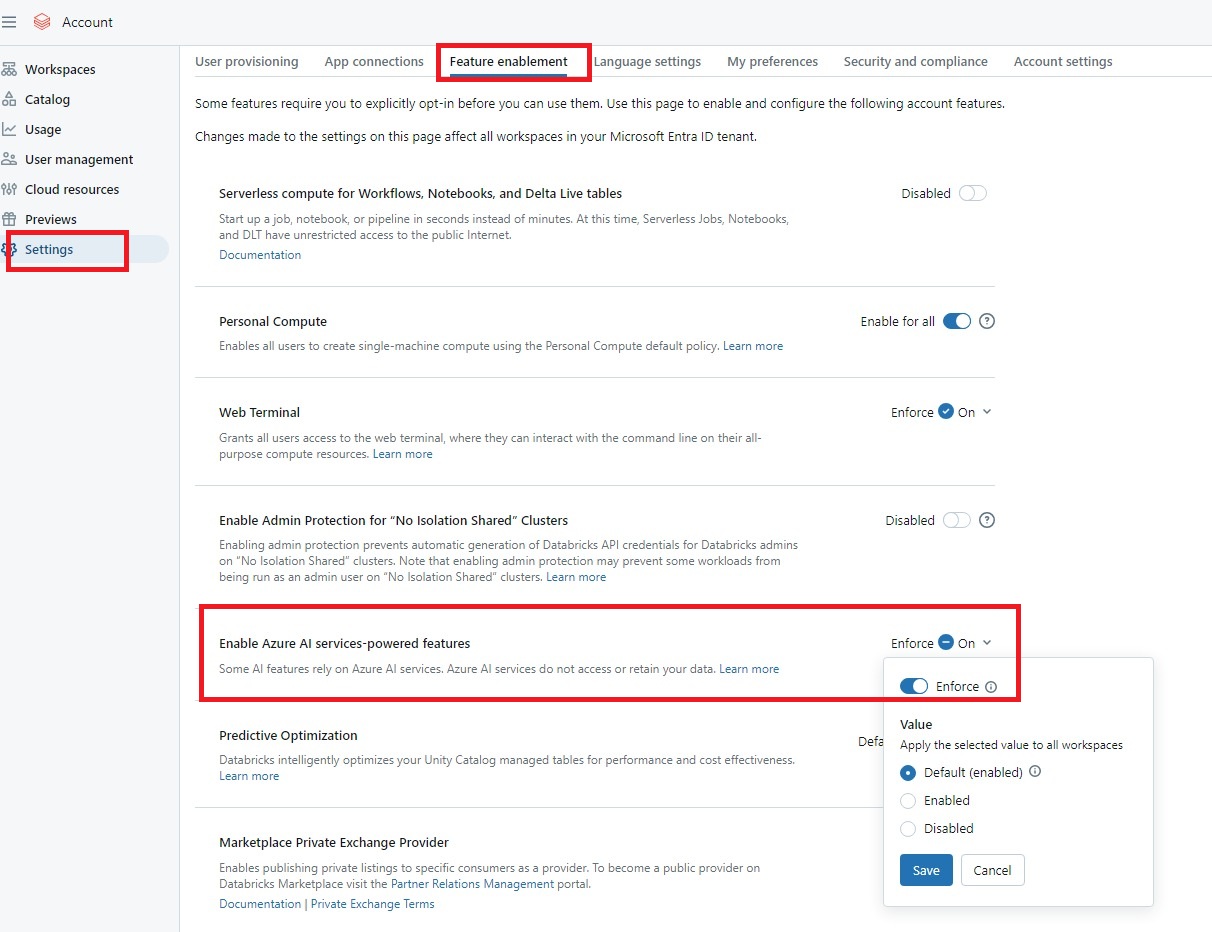 Account
Workspaces
Catalog
Usage
User management
Cloud resources
Previews
Settings
User provisioning
App connections
Feature enablement
Language settings
My preferences
Security and compliance
Account settings
Some features require you to explicitly opt-in before you can use them. Use this page to enable and configure the following account features.
Changes made to the settings on this page affect all workspaces in your Microsoft Entra ID tenant.
Serverless compute for Workflows, Notebooks, and Delta Live tables
Disabled
Start up a job, notebook, or pipeline in seconds instead of minutes. At this time, Serverless Jobs, Notebooks,
and DLT have unrestricted access to the public Internet.
Documentation
Personal Compute
Enable for all
Enables all users to create single-machine compute using the Personal Compute default policy. Learn more
Web Terminal
Enforce On
Grants all users access to the web terminal, where they can interact with the command line on their all-
purpose compute resources. Learn more
Enable Admin Protection for “No Isolation Shared” Clusters
Disabled
Enabling admin protection prevents automatic generation of Databricks API credentials for Databricks admins
on “No Isolation Shared” clusters. Note that enabling admin protection may prevent some workloads from
being run as an admin user on “No Isolation Shared” clusters. Learn more
Enable Azure AI services-powered features
Enforce On
Some AI features rely on Azure AI services. Azure AI services do not access or retain your data. Learn more
Enforce
Value
Apply the selected value to all workspaces
Default (enabled)
Enabled
Disabled
Save
Cancel
Predictive Optimization
Defa
Databricks intelligently optimizes your Unity Catalog managed tables for performance and cost effectiveness.
Learn more
Marketplace Private Exchange Provider
Enables publishing private listings to specific consumers as a provider. To become a public provider on
Databricks Marketplace visit the Partner Relations Management portal.
Documentation | Private Exchange Terms